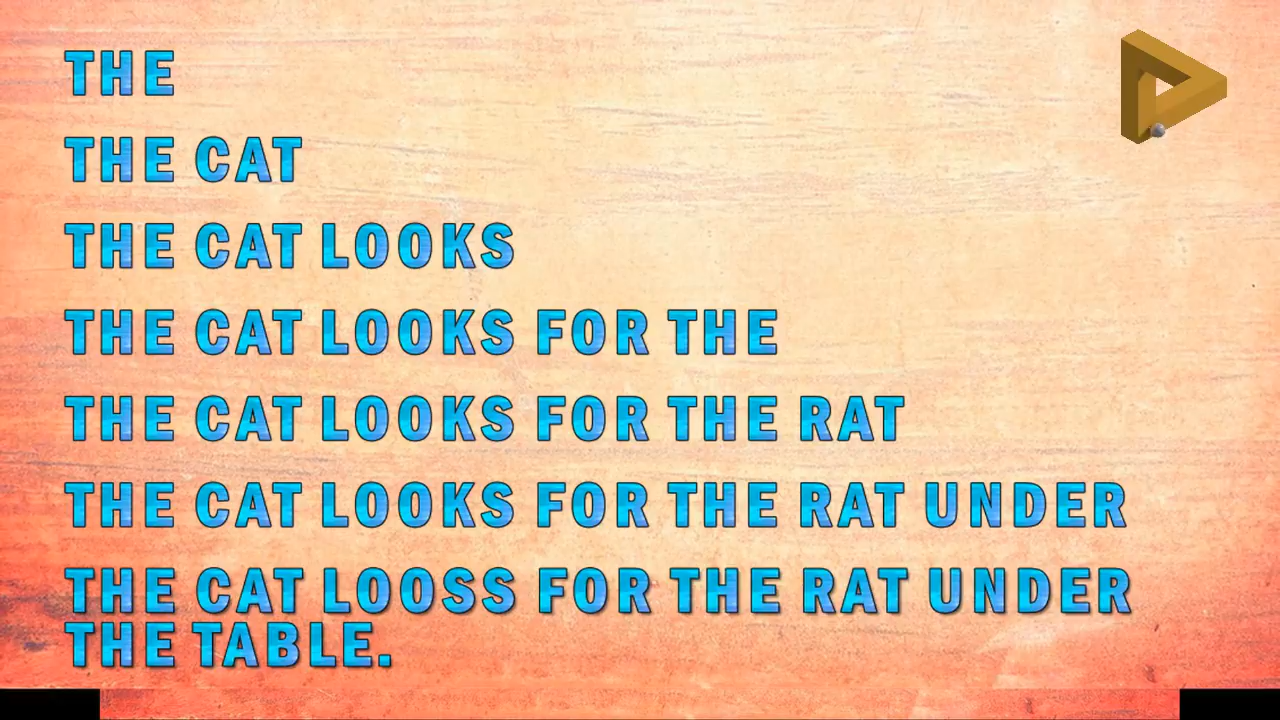 THE
THE CAT
THE CAT LOOKS
THE CAT LOOKS FOR THE
THE CAT LOOKS FOR THE RAT
THE CAT LOOKS FOR THE RAT UNDER
THE CAT LOOSS FOR THE RAT UNDER
THE TABLE.